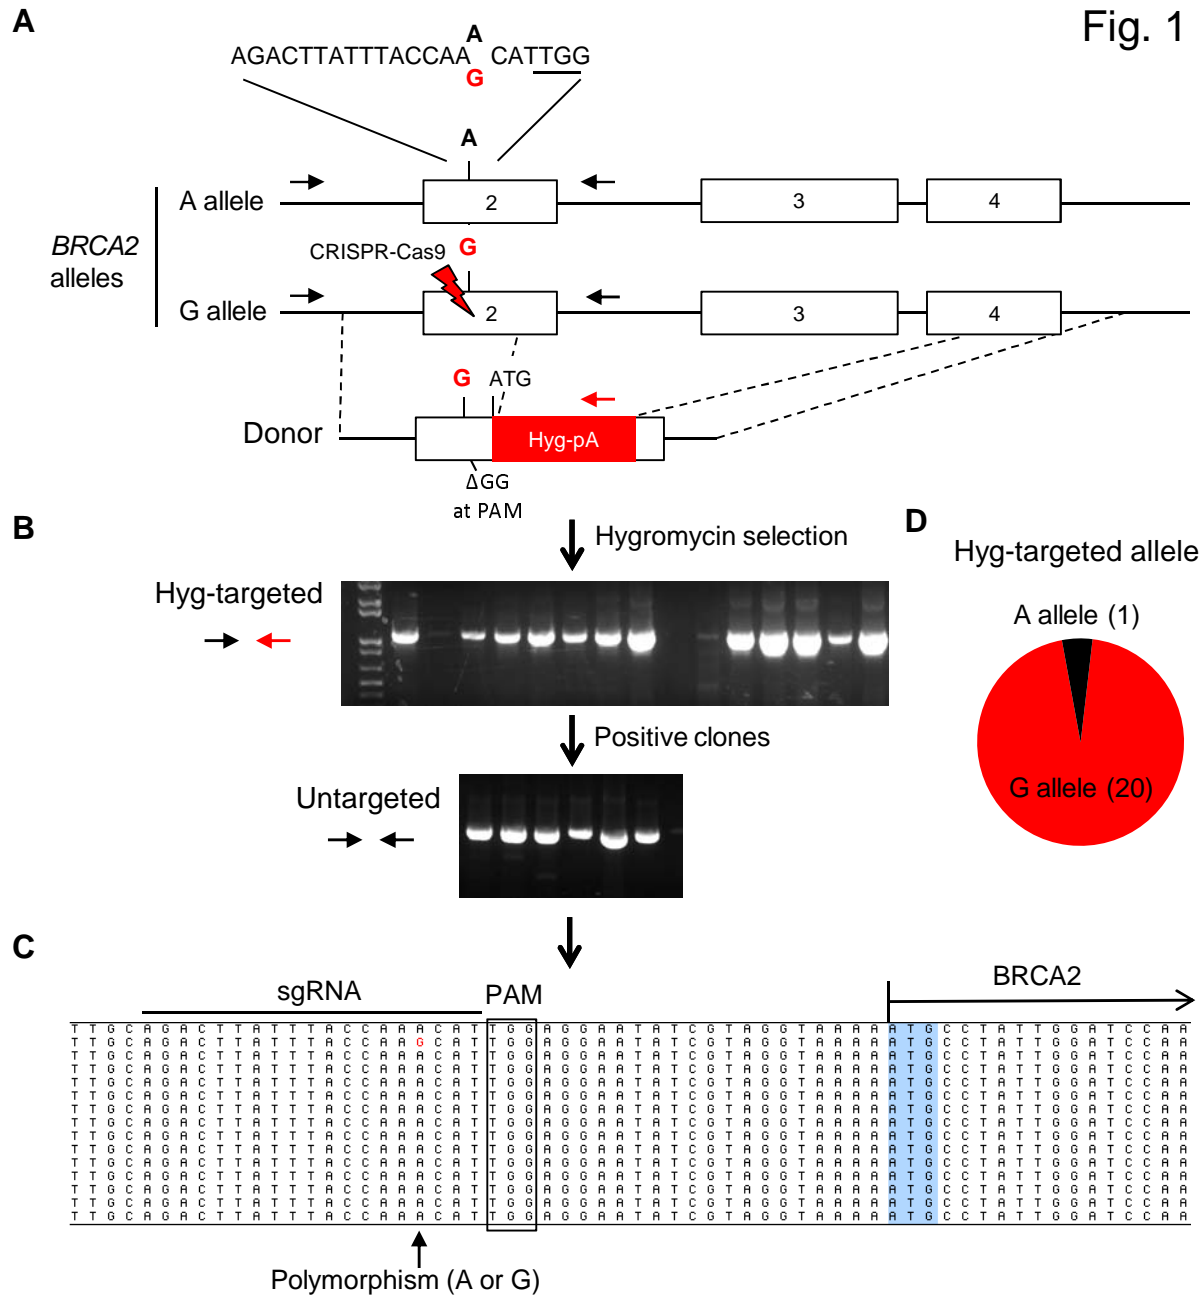 Fig. 1
A
A
AGACTTATTTACCAA CATTGG
G
A
A allele
2
3
4
BRCA2
alleles
G
CRISPR-Cas9
G allele
2
3
4
G
ATG
Donor
Hyg-pA
ΔGG
at PAM
B
Hygromycin selection
Hyg-targeted
Positive clones
Untargeted
D
Hyg-targeted allele
A allele (1)
G allele (20)
C
sgRNA
PAM
BRCA2
T T G C A G A C T T A T T T A C C A A A C A T T G G A G G A A T A T C G T A G G T A A A A A T G C C T A T T G G A T C C A A
T T G C A G A C T T A T T T A C C A A G C A T T G G A G G A A T A T C G T A G G T A A A A A T G C C T A T T G G A T C C A A
T T G C A G A C T T A T T T A C C A A A C A T T G G A G G A A T A T C G T A G G T A A A A A T G C C T A T T G G A T C C A A
T T G C A G A C T T A T T T A C C A A A C A T T G G A G G A A T A T C G T A G G T A A A A A T G C C T A T T G G A T C C A A
T T G C A G A C T T A T T T A C C A A A C A T T G G A G G A A T A T C G T A G G T A A A A A T G C C T A T T G G A T C C A A
T T G C A G A C T T A T T T A C C A A A C A T T G G A G G A A T A T C G T A G G T A A A A A T G C C T A T T G G A T C C A A
T T G C A G A C T T A T T T A C C A A A C A T T G G A G G A A T A T C G T A G G T A A A A A T G C C T A T T G G A T C C A A
T T G C A G A C T T A T T T A C C A A A C A T T G G A G G A A T A T C G T A G G T A A A A A T G C C T A T T G G A T C C A A
T T G C A G A C T T A T T T A C C A A A C A T T G G A G G A A T A T C G T A G G T A A A A A T G C C T A T T G G A T C C A A
T T G C A G A C T T A T T T A C C A A A C A T T G G A G G A A T A T C G T A G G T A A A A A T G C C T A T T G G A T C C A A
T T G C A G A C T T A T T T A C C A A A C A T T G G A G G A A T A T C G T A G G T A A A A A T G C C T A T T G G A T C C A A
T T G C A G A C T T A T T T A C C A A A C A T T G G A G G A A T A T C G T A G G T A A A A A T G C C T A T T G G A T C C A A
T T G C A G A C T T A T T T A C C A A A C A T T G G A G G A A T A T C G T A G G T A A A A A T G C C T A T T G G A T C C A A
T T G C A G A C T T A T T T A C C A A A C A T T G G A G G A A T A T C G T A G G T A A A A A T G C C T A T T G G A T C C A A
T T G C A G A C T T A T T T A C C A A A C A T T G G A G G A A T A T C G T A G G T A A A A A T G C C T A T T G G A T C C A A
Polymorphism (A or G)